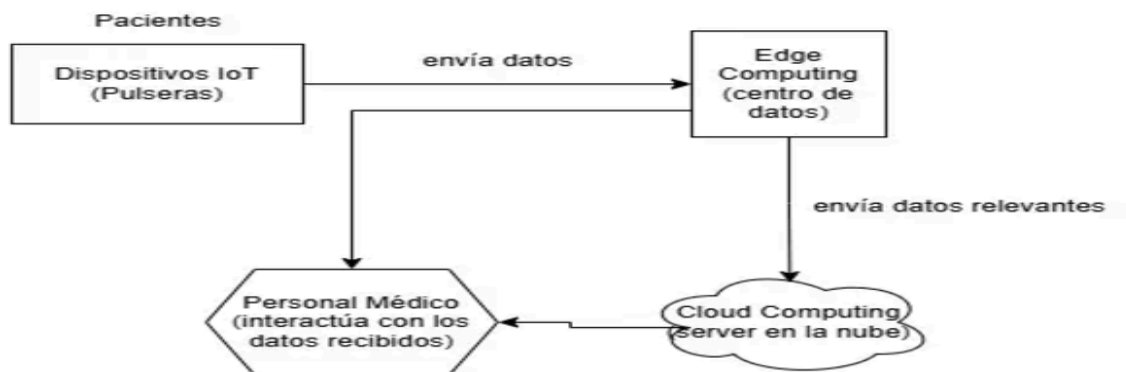 Pacientes
Dispositivos IoT
(Pulseras)
envía datos
Edge
Computing
(centro de
datos)
envía datos relevantes
Personal Médico
(interactúa con los
datos recibidos)
Cloud Computing
(server en la nube)